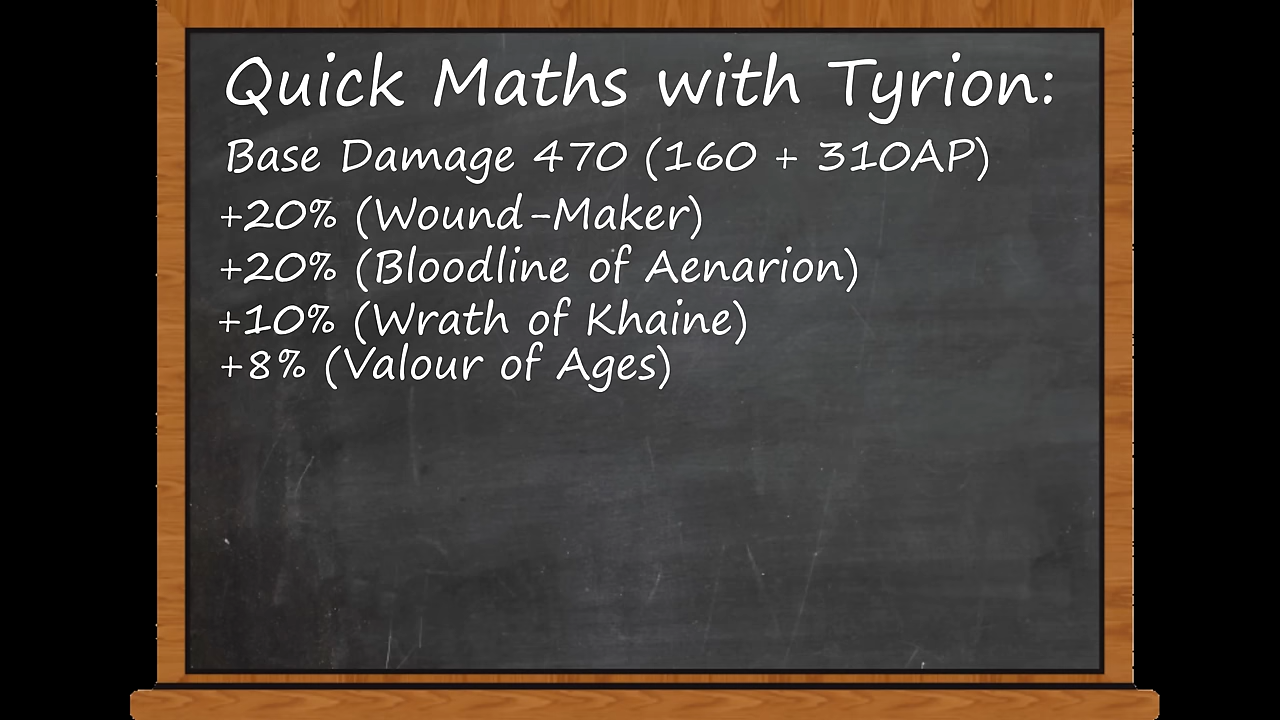 Quick Maths with Tyrion:
Base Damage 470 (160 + 310AP)
+20% (Wound-Maker)
+20% (Bloodline of Aenarion)
+10% (Wrath of Khaine)
+8% (Valour of Ages)